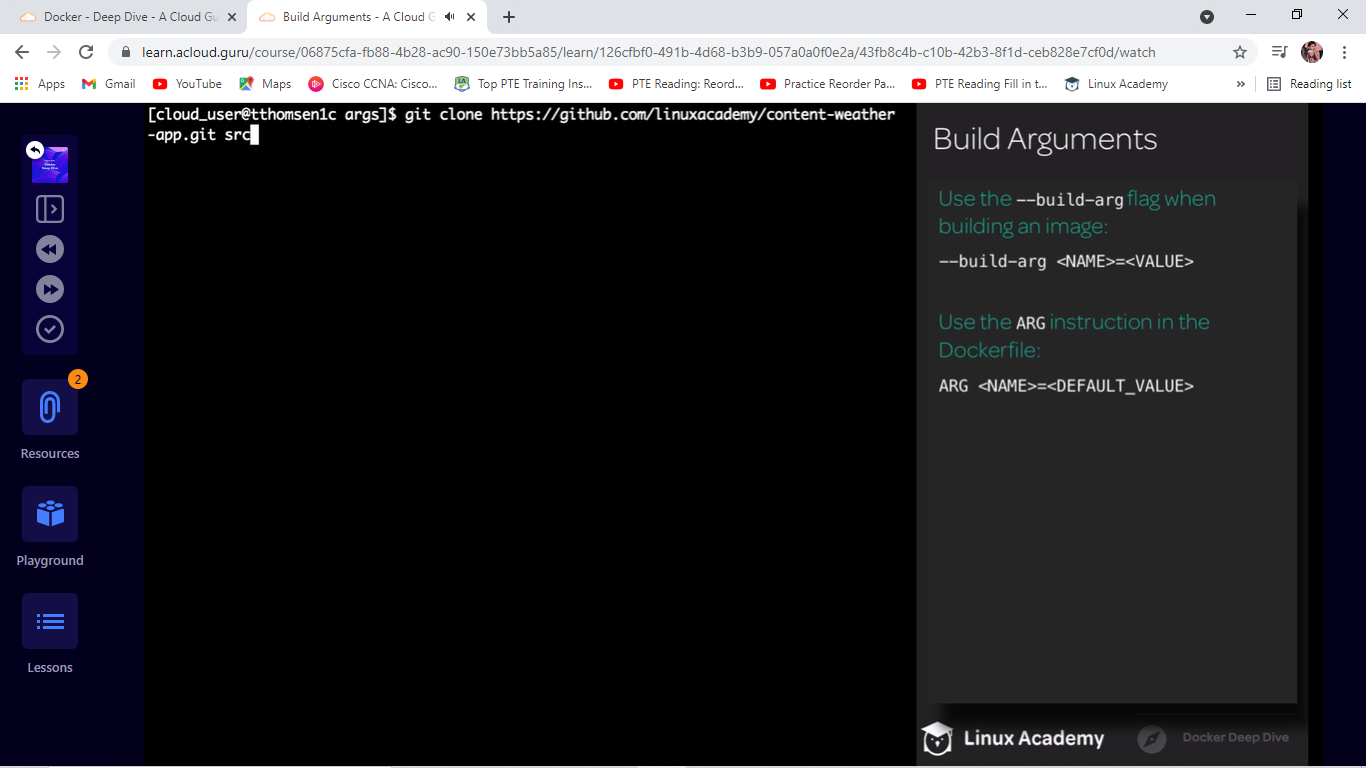 Docker - Deep Dive - A Cloud Gu
Build Arguments - A Cloud G
learn.acloud.guru/course/06875cfa-fb88-4b28-ac90-150e73bb5a85/learn/126cfbf0-491b-4d68-b3b9-057a0a0f0e2a/43fb8c4b-c10b-42b3-8f1d-ceb828e7cf0d/watch
Apps Gmail YouTube Maps Cisco CCNA: Cisco... Top PTE Training Ins... PTE Reading: Reord... Practice Reorder Pa... PTE Reading Fill in t... Linux Academy » Reading list
[cloud_user@tthomsen1c args]$ git clone https://github.com/linuxacademy/content-weather
-app.git src
Docker
Deep Dive
2
Resources
Playground
Lessons
Build Arguments
Use the --build-arg flag when
building an image:
--build-arg <NAME>=<VALUE>
Use the ARG instruction in the
Dockerfile:
ARG <NAME>=<DEFAULT_VALUE>
Linux Academy
Docker Deep Dive